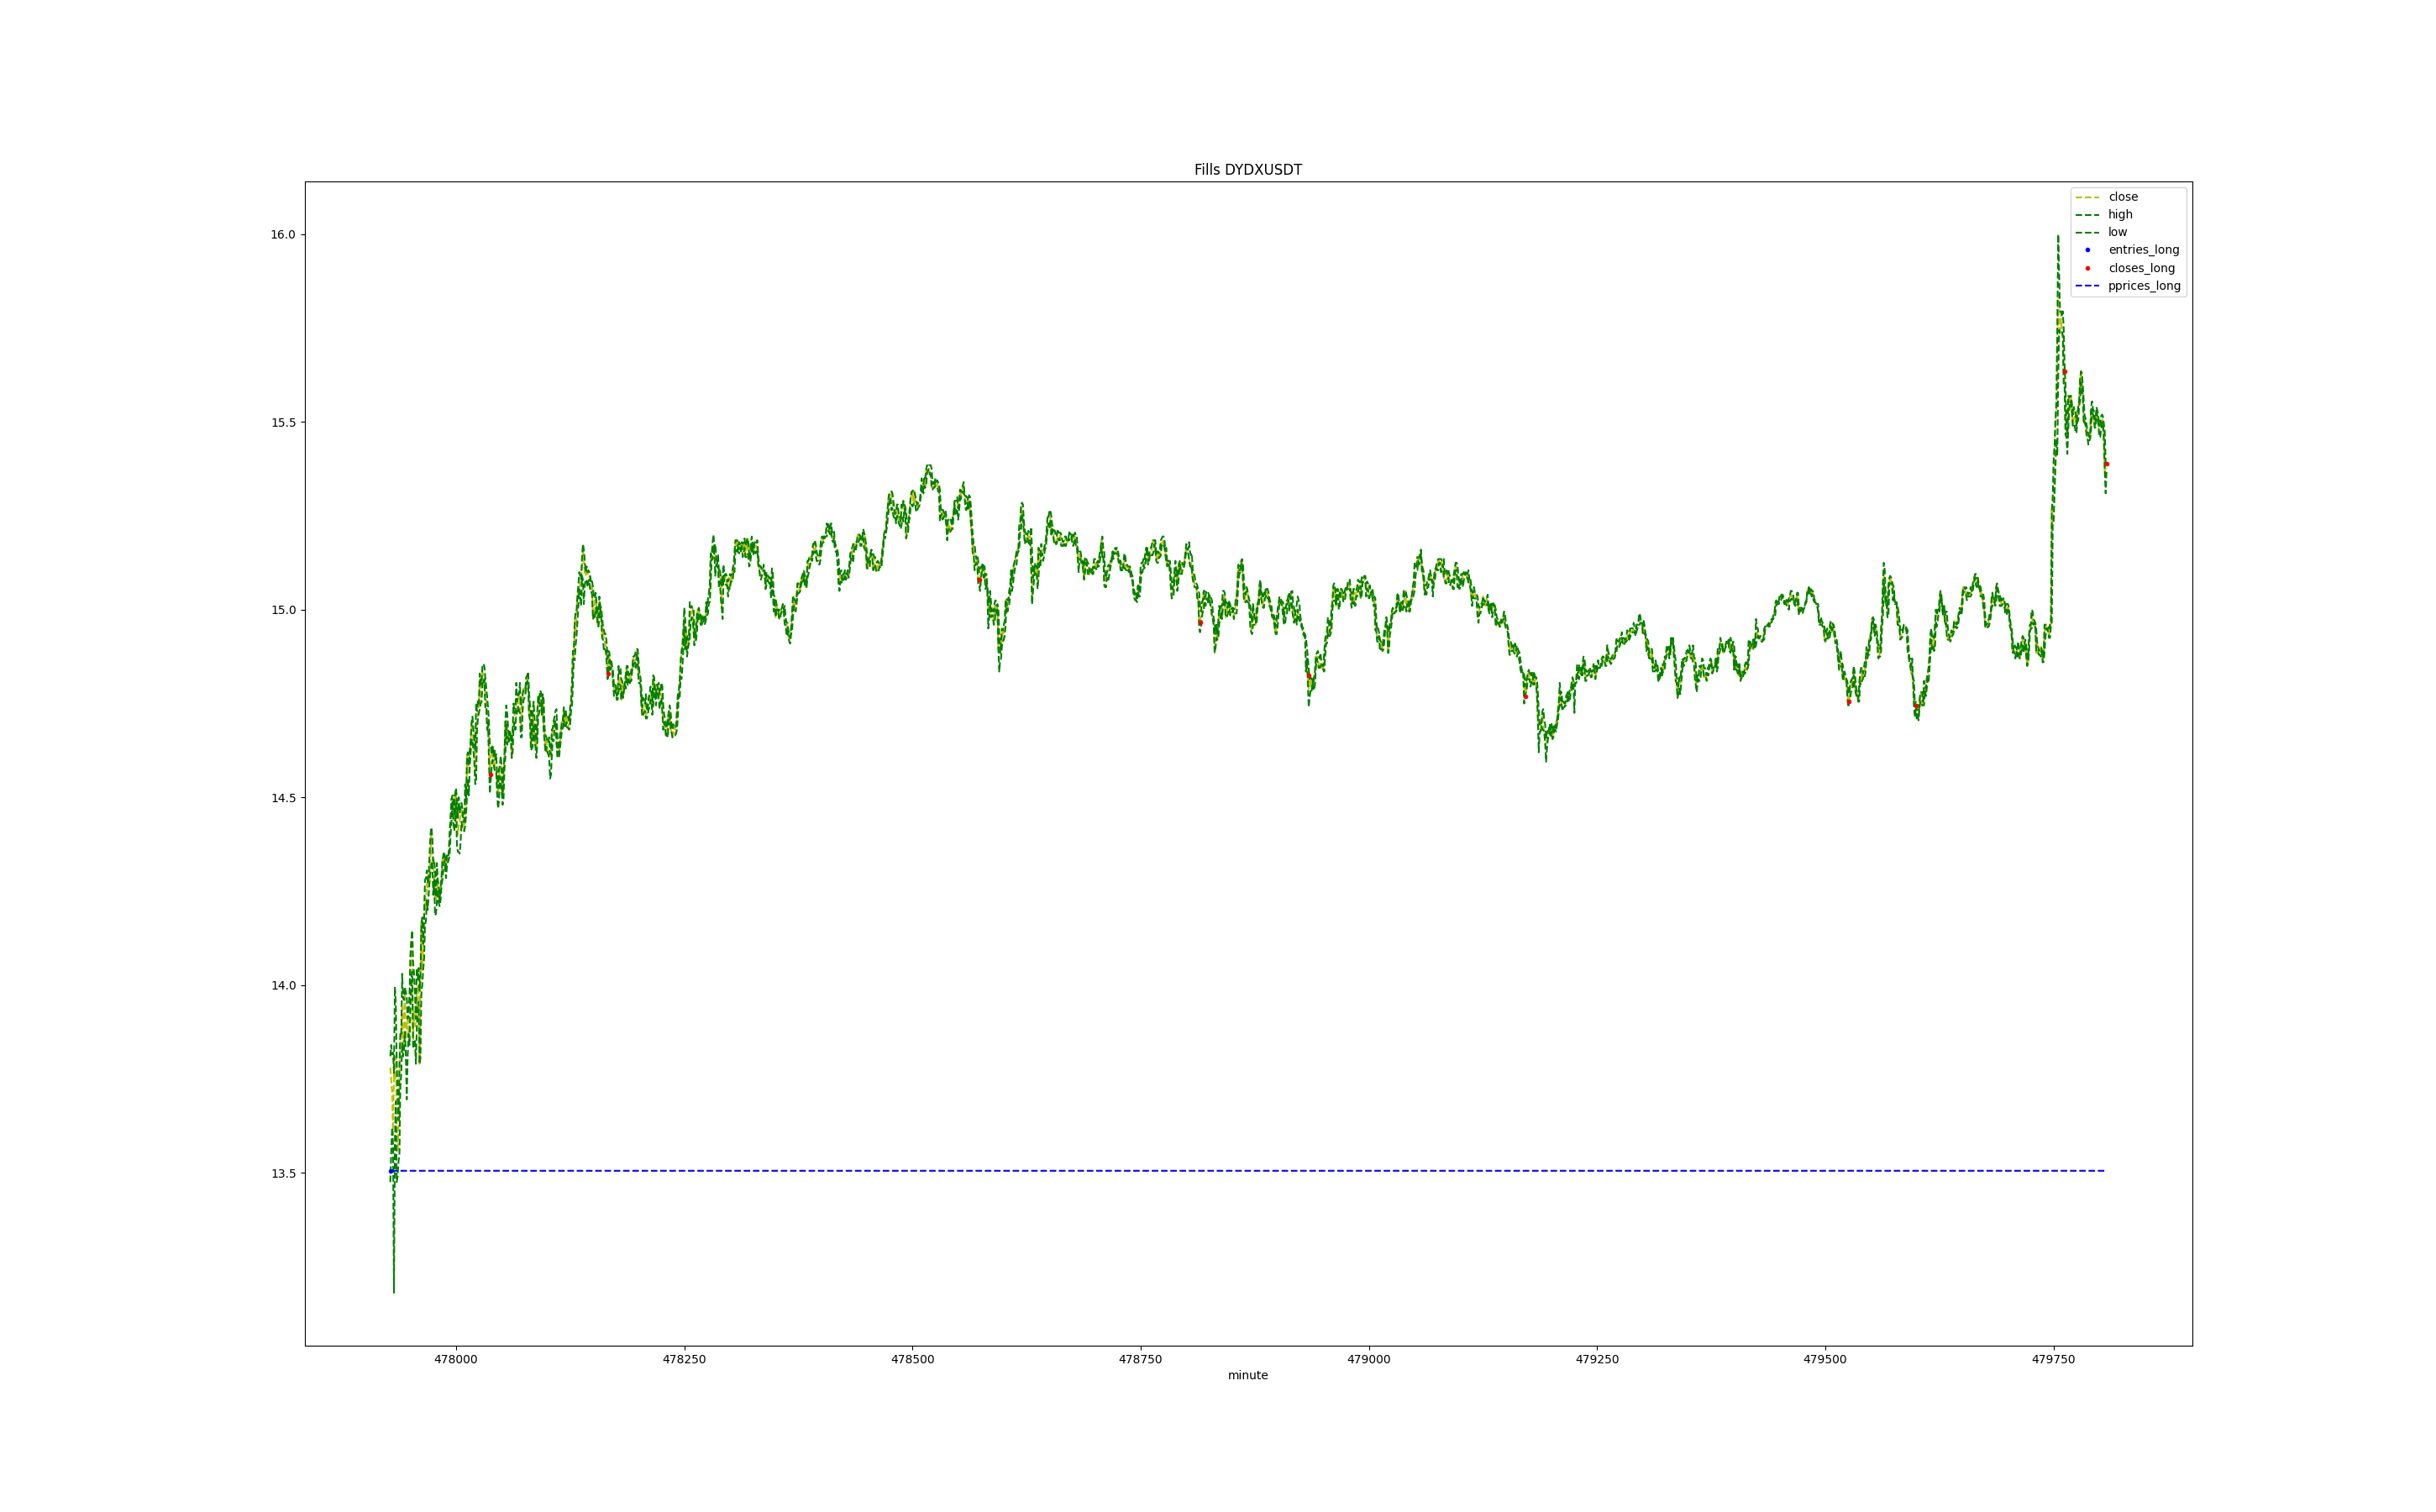 Fills DYDXUSDT
close
high
low
entries_long
closes_long
pprices_long
16.0
15.5
15.0
14.5
14.0
13.5
478000 478250 478500 478750 479000 479250 479500 479750
minute